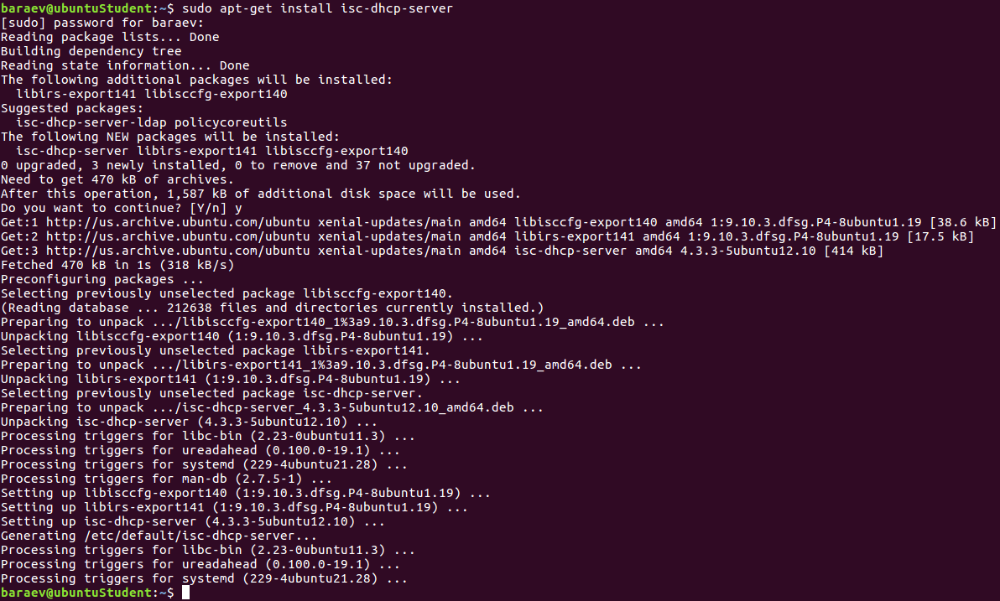 baraev@ubuntuStudent:~$ sudo apt-get install isc-dhcp-server
[sudo] password for baraev:
Reading package lists... Done
Building dependency tree
Reading state information... Done
The following additional packages will be installed:
  libirs-export141 libisccfg-export140
Suggested packages:
  isc-dhcp-server-ldap policycoreutils
The following NEW packages will be installed:
  isc-dhcp-server libirs-export141 libisccfg-export140
0 upgraded, 3 newly installed, 0 to remove and 37 not upgraded.
Need to get 470 kB of archives.
After this operation, 1,587 kB of additional disk space will be used.
Do you want to continue? [Y/n] y
Get:1 http://us.archive.ubuntu.com/ubuntu xenial-updates/main amd64 libisccfg-export140 amd64 1:9.10.3.dfsg.P4-8ubuntu1.19 [38.6 kB]
Get:2 http://us.archive.ubuntu.com/ubuntu xenial-updates/main amd64 libirs-export141 amd64 1:9.10.3.dfsg.P4-8ubuntu1.19 [17.5 kB]
Get:3 http://us.archive.ubuntu.com/ubuntu xenial-updates/main amd64 isc-dhcp-server amd64 4.3.3-5ubuntu12.10 [414 kB]
Fetched 470 kB in 1s (318 kB/s)
Preconfiguring packages ...
Selecting previously unselected package libisccfg-export140.
(Reading database ... 212638 files and directories currently installed.)
Preparing to unpack .../libisccfg-export140_1%3a9.10.3.dfsg.P4-8ubuntu1.19_amd64.deb ...
Unpacking libisccfg-export140 (1:9.10.3.dfsg.P4-8ubuntu1.19) ...
Selecting previously unselected package libirs-export141.
Preparing to unpack .../libirs-export141_1%3a9.10.3.dfsg.P4-8ubuntu1.19_amd64.deb ...
Unpacking libirs-export141 (1:9.10.3.dfsg.P4-8ubuntu1.19) ...
Selecting previously unselected package isc-dhcp-server.
Preparing to unpack .../isc-dhcp-server_4.3.3-5ubuntu12.10_amd64.deb ...
Unpacking isc-dhcp-server (4.3.3-5ubuntu12.10) ...
Processing triggers for libc-bin (2.23-0ubuntu11.3) ...
Processing triggers for ureadahead (0.100.0-19.1) ...
Processing triggers for systemd (229-4ubuntu21.28) ...
Processing triggers for man-db (2.7.5-1) ...
Setting up libisccfg-export140 (1:9.10.3.dfsg.P4-8ubuntu1.19) ...
Setting up libirs-export141 (1:9.10.3.dfsg.P4-8ubuntu1.19) ...
Setting up isc-dhcp-server (4.3.3-5ubuntu12.10) ...
Generating /etc/default/isc-dhcp-server...
Processing triggers for libc-bin (2.23-0ubuntu11.3) ...
Processing triggers for ureadahead (0.100.0-19.1) ...
Processing triggers for systemd (229-4ubuntu21.28) ...
baraev@ubuntuStudent:~$